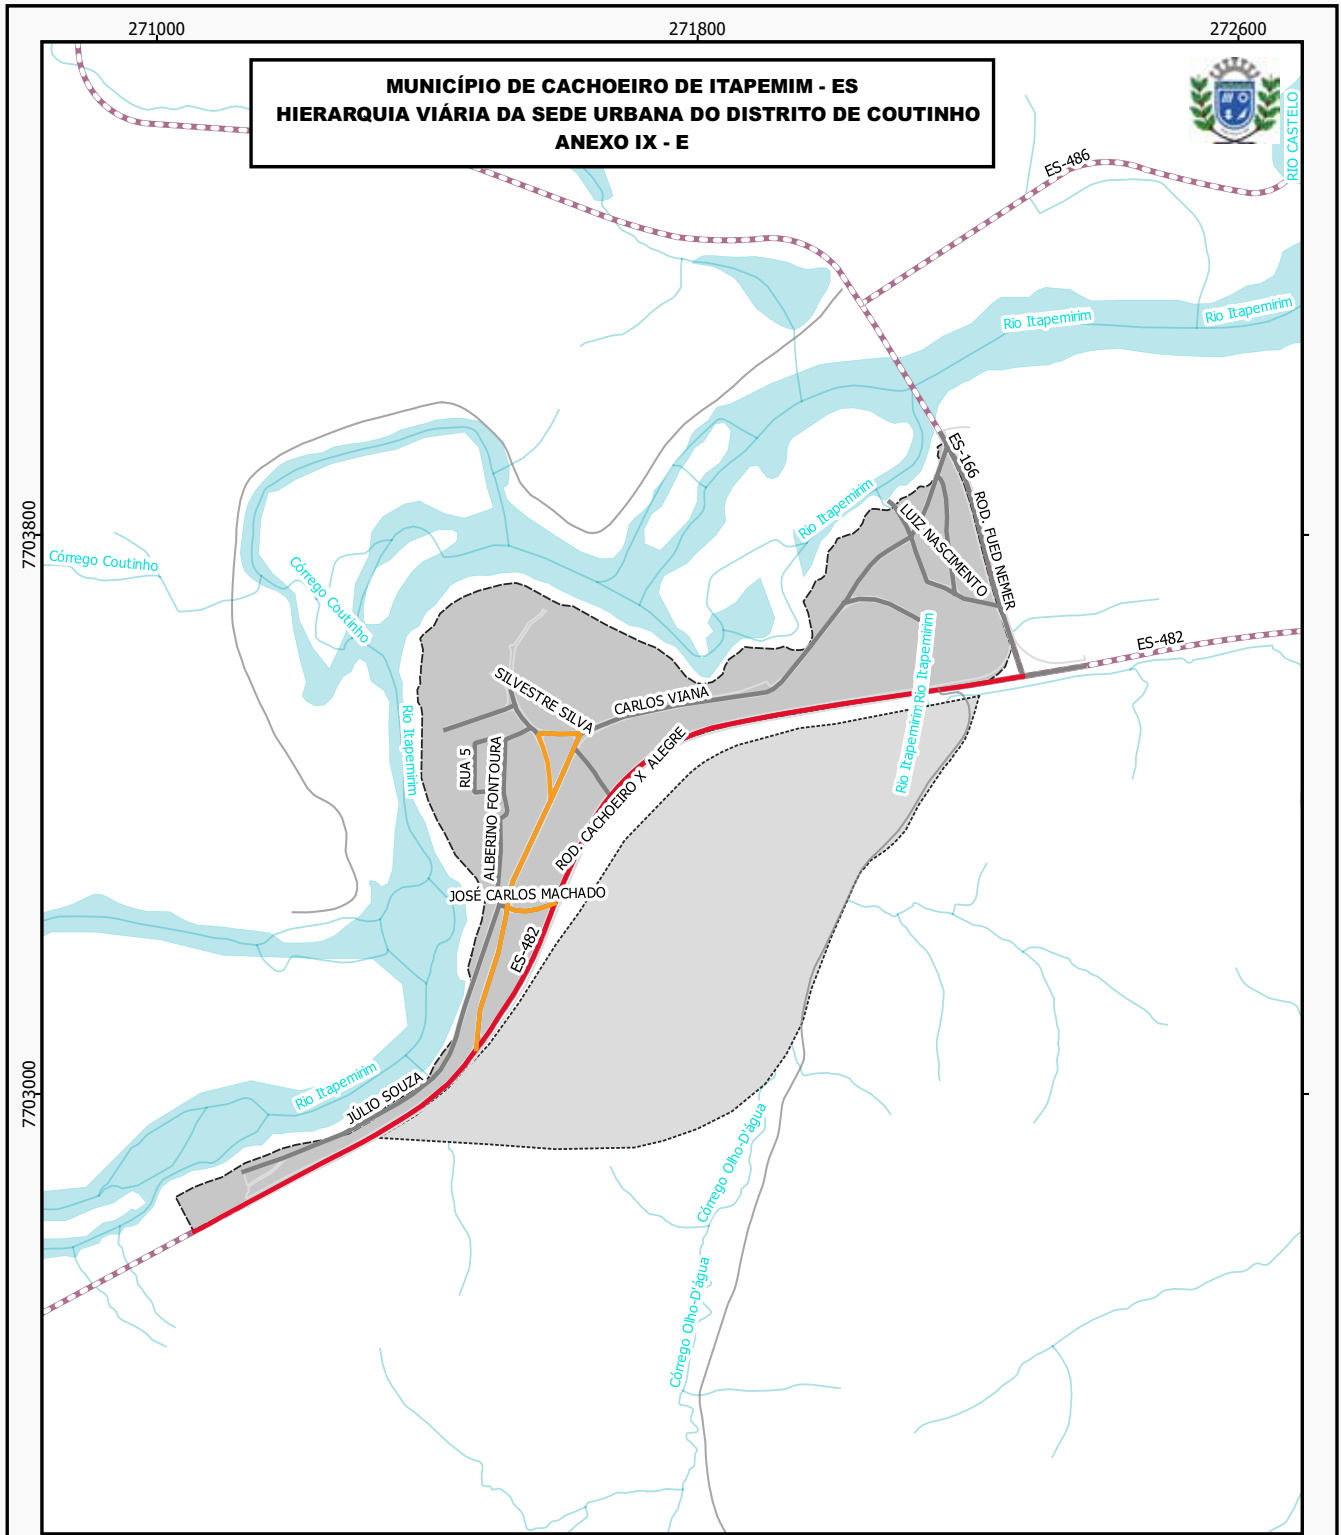 271000
271800
272600
MUNICÍPIO DE CACHOEIRO DE ITAPEMIM - ES
HIERARQUIA VIÁRIA DA SEDE URBANA DO DISTRITO DE COUTINHO
ANEXO IX - E
RIO CASTELO
ES-486
Rio Itapemirim
Rio Itapemirim
ES-166
ROD. FUED NEMER
LUIZ NASCIMENTO
Rio Itapemirim
7703800
Córrego Coutinho
Córrego Coutinho
ES-482
Rio Itapemirim
Rio Itapemirim
SILVESTRE SILVA
CARLOS VIANA
Rio Itapemirim
RUA 5
ALBERINO FONTOURA
ROD. CACHOEIRO X ALEGRE
JOSÉ CARLOS MACHADO
ES-482
7703000
Rio Itapemirim
JÚLIO SOUZA
Córrego Olho-D'água
Córrego Olho-D'água